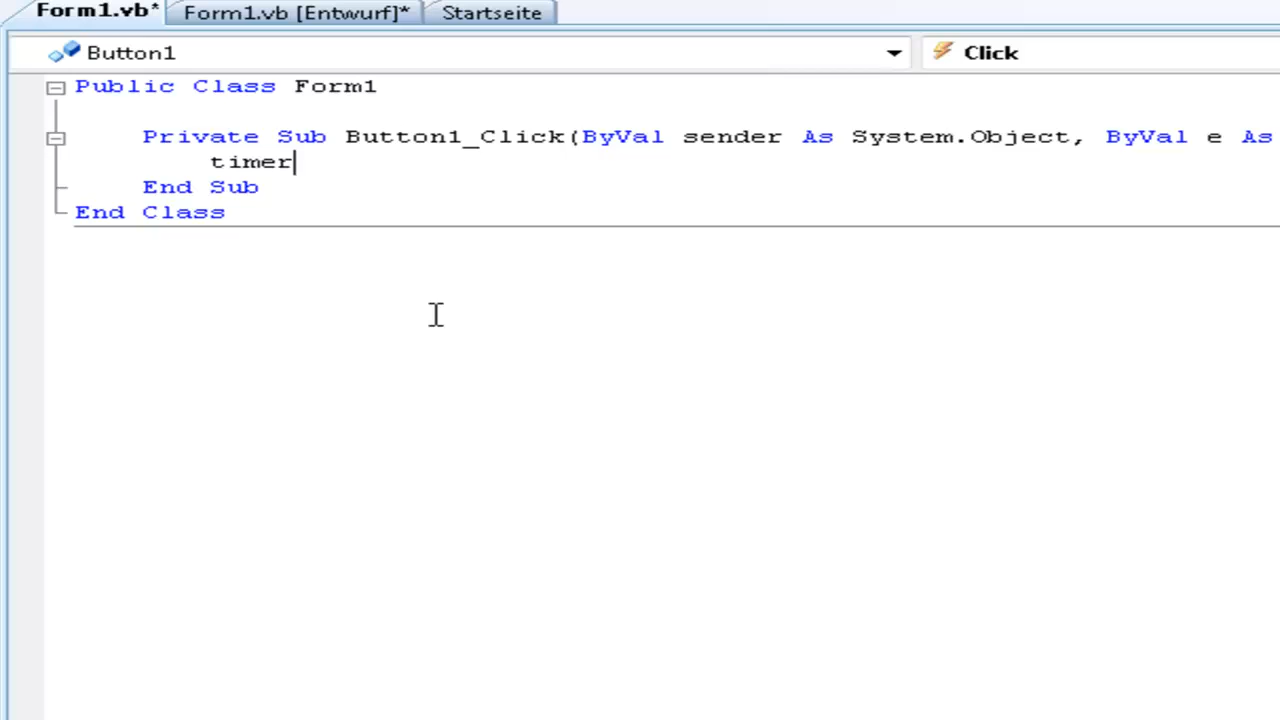 Form1.vb* Form1.vb [Entwurf]* Startseite
Button1 Click
Public Class Form1
Private Sub Button1_Click(ByVal sender As System.Object, ByVal e As
timer
End Sub
End Class